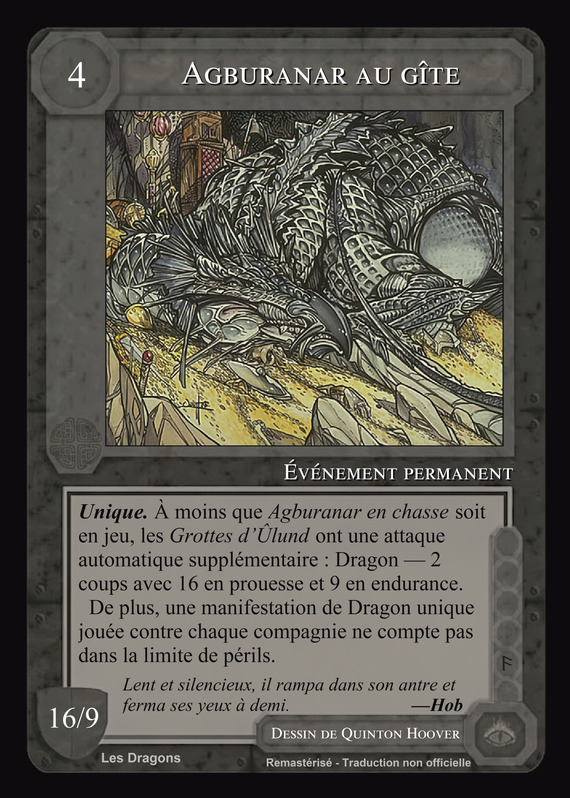 4
Agburanar au gîte
Événement permanent
Unique. À moins que Agburanar en chasse soit
en jeu, les Grottes d'Ûlund ont une attaque
automatique supplémentaire : Dragon — 2
coups avec 16 en prouesse et 9 en endurance.
De plus, une manifestation de Dragon unique
jouée contre chaque compagnie ne compte pas
dans la limite de périls.
Lent et silencieux, il rampa dans son antre et
ferma ses yeux à demi. —Hob
16/9
Dessin de Quinton Hoover
Les Dragons
Remastérisé - Traduction non officielle